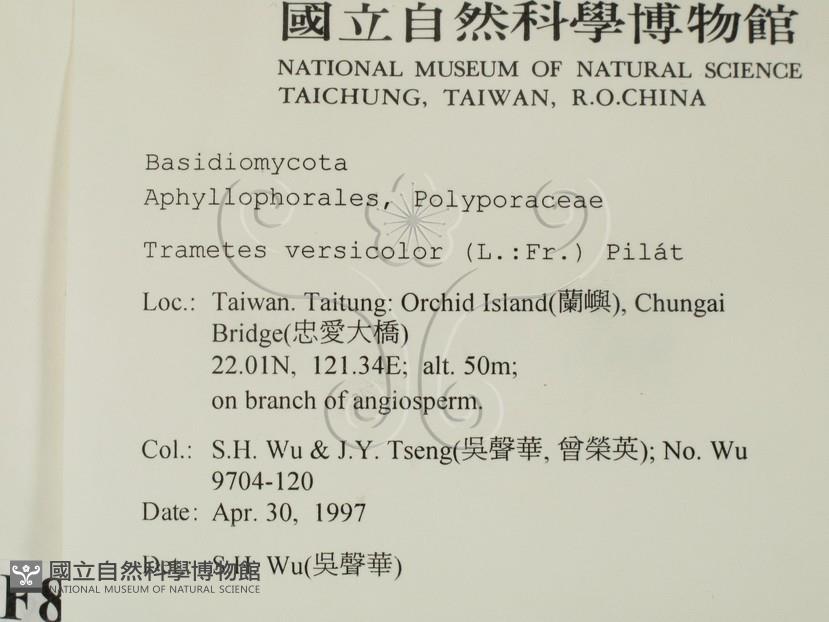 國立自然科學博物館
NATIONAL MUSEUM OF NATURAL SCIENCE
TAICHUNG, TAIWAN, R.O.CHINA
Basidiomycota
Aphyllophorales, Polyporaceae
Trametes versicolor (L.:Fr.) Pilát
Loc.: Taiwan. Taitung: Orchid Island(蘭嶼), Chungai
Bridge(忠愛大橋)
22.01N, 121.34E; alt. 50m;
on branch of angiosperm.
Col.: S.H. Wu & J.Y. Tseng(吳聲華, 曾榮英); No. Wu
9704-120
Date: Apr. 30, 1997
Det.: S.H. Wu(吳聲華)
國立自然科學博物館
NATIONAL MUSEUM OF NATURAL SCIENCE
F8